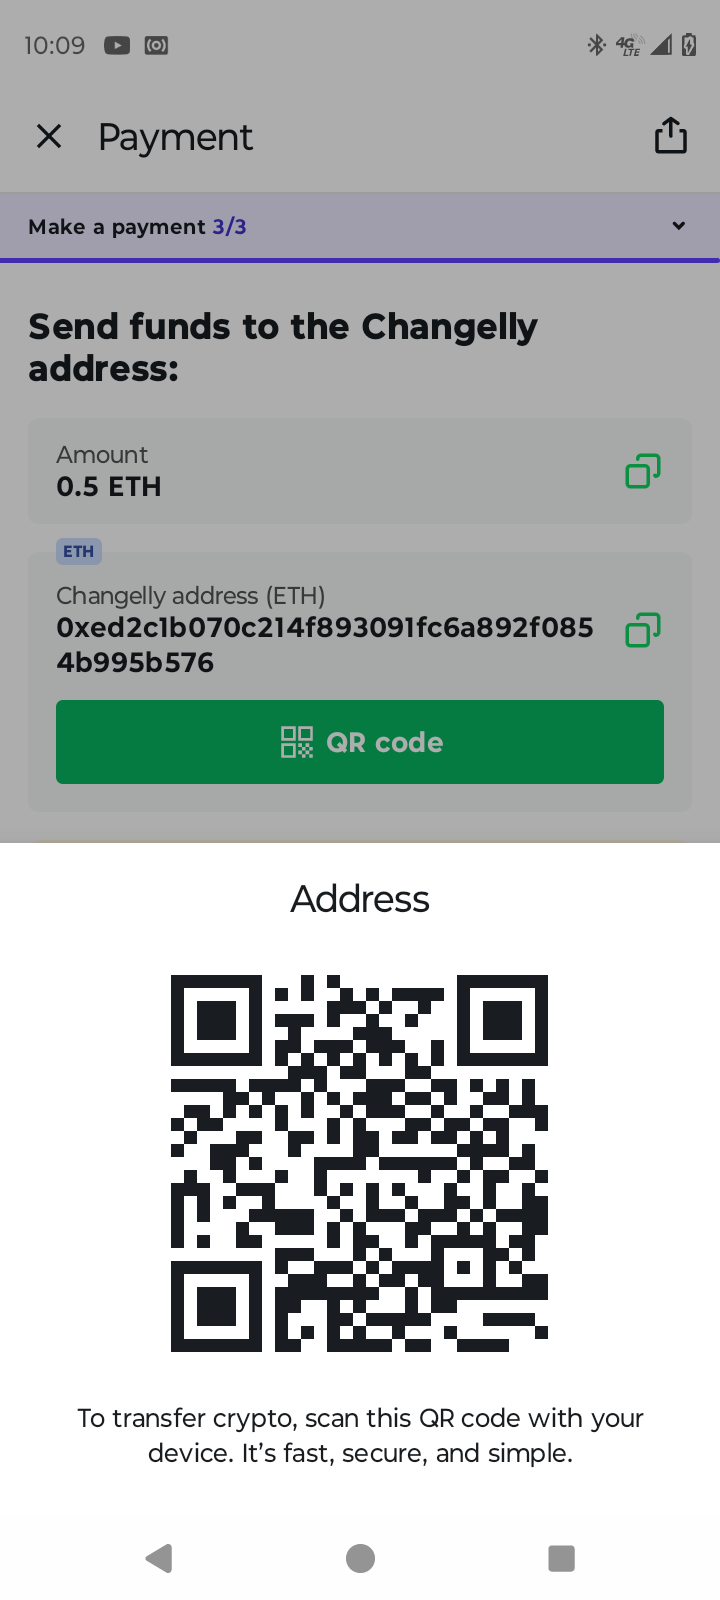 10:09
4G
LTE
Payment
Make a payment 3/3
Send funds to the Changelly
address:
Amount
0.5 ETH
ETH
Changelly address (ETH)
0xed2c1b070c214f893091fc6a892f085
4b995b576
QR code
Address
To transfer crypto, scan this QR code with your
device. It's fast, secure, and simple.